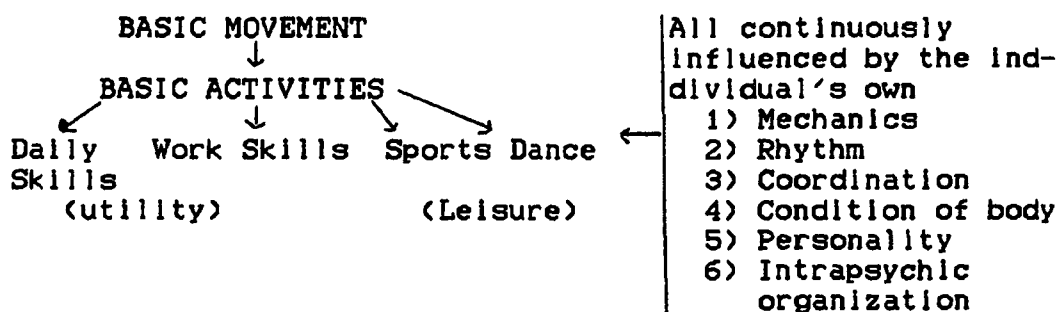 BASIC MOVEMENT
BASIC ACTIVITIES
Daily Work Skills Sports Dance
Skills
(utility) (Leisure)
All continuously
influenced by the ind-
dividual's own
1) Mechanics
2) Rhythm
3) Coordination
4) Condition of body
5) Personality
6) Intrapsychic
organization